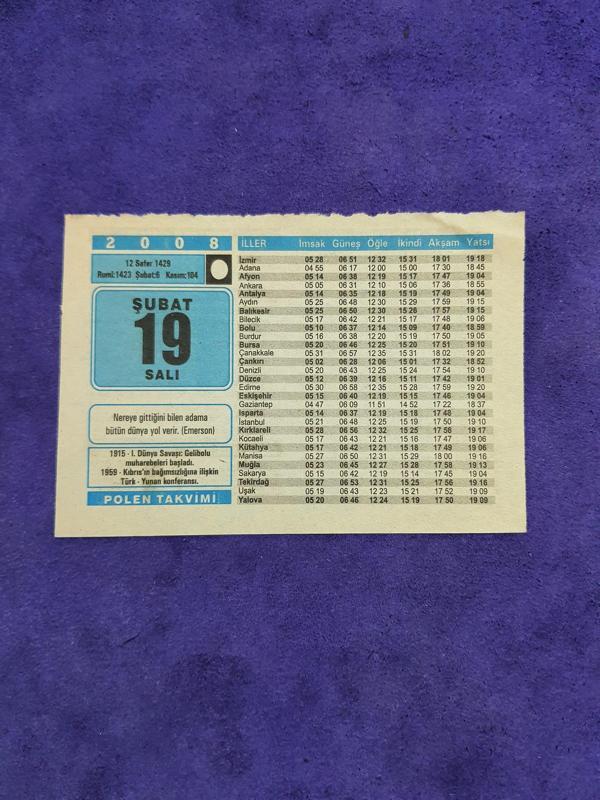 2 0 0 8
12 Safer 1429
Rumî:1423 Şubat:6 Kasım:104
ŞUBAT
19
SALI
Nereye gittiğini bilen adama
bütün dünya yol verir. (Emerson)
1915 - I. Dünya Savaşı: Gelibolu
muharebeleri başladı.
1959 - Kıbrıs'ın bağımsızlığına ilişkin
Türk - Yunan konferansı.
POLEN TAKVİMİ
İLLER İmsak Güneş Öğle İkindi Akşam Yatsı
İzmir 05 28 06 51 12 32 15 31 18 01 19 18
Adana 04 55 06 17 12 00 15 00 17 30 18 45
Afyon 05 14 06 38 12 19 15 17 17 47 19 04
Ankara 05 05 06 31 12 10 15 06 17 36 18 55
Antalya 05 14 06 35 12 18 15 19 17 49 19 04
Aydın 05 25 06 48 12 30 15 29 17 59 19 15
Balıkesir 05 25 06 50 12 30 15 26 17 57 19 15
Bilecik 05 17 06 42 12 21 15 17 17 48 19 06
Bolu 05 10 06 37 12 14 15 09 17 40 18 59
Burdur 05 16 06 38 12 20 15 19 17 50 19 05
Bursa 05 20 06 46 12 25 15 20 17 51 19 10
Çanakkale 05 31 06 57 12 35 15 31 18 02 19 20
Çankırı 05 02 06 28 12 06 15 01 17 32 18 52
Denizli 05 20 06 43 12 25 15 24 17 54 19 10
Düzce 05 12 06 39 12 16 15 11 17 42 19 01
Edirne 05 30 06 58 12 35 15 28 17 59 19 20
Eskişehir 05 15 06 40 12 19 15 15 17 46 19 04
Gaziantep 04 47 06 09 11 51 14 52 17 22 18 37
Isparta 05 14 06 37 12 19 15 18 17 48 19 04
İstanbul 05 21 06 48 12 25 15 19 17 50 19 10
Kırklareli 05 28 06 56 12 32 15 25 17 56 19 17
Kocaeli 05 17 06 43 12 21 15 16 17 47 19 06
Kütahya 05 17 06 42 12 21 15 18 17 49 19 06
Manisa 05 27 06 50 12 31 15 29 18 00 19 16
Muğla 05 23 06 45 12 27 15 28 17 58 19 13
Sakarya 05 15 06 42 12 19 15 14 17 45 19 04
Tekirdağ 05 27 06 53 12 31 15 25 17 56 19 16
Uşak 05 19 06 43 12 23 15 21 17 52 19 09
Yalova 05 20 06 46 12 24 15 19 17 50 19 09